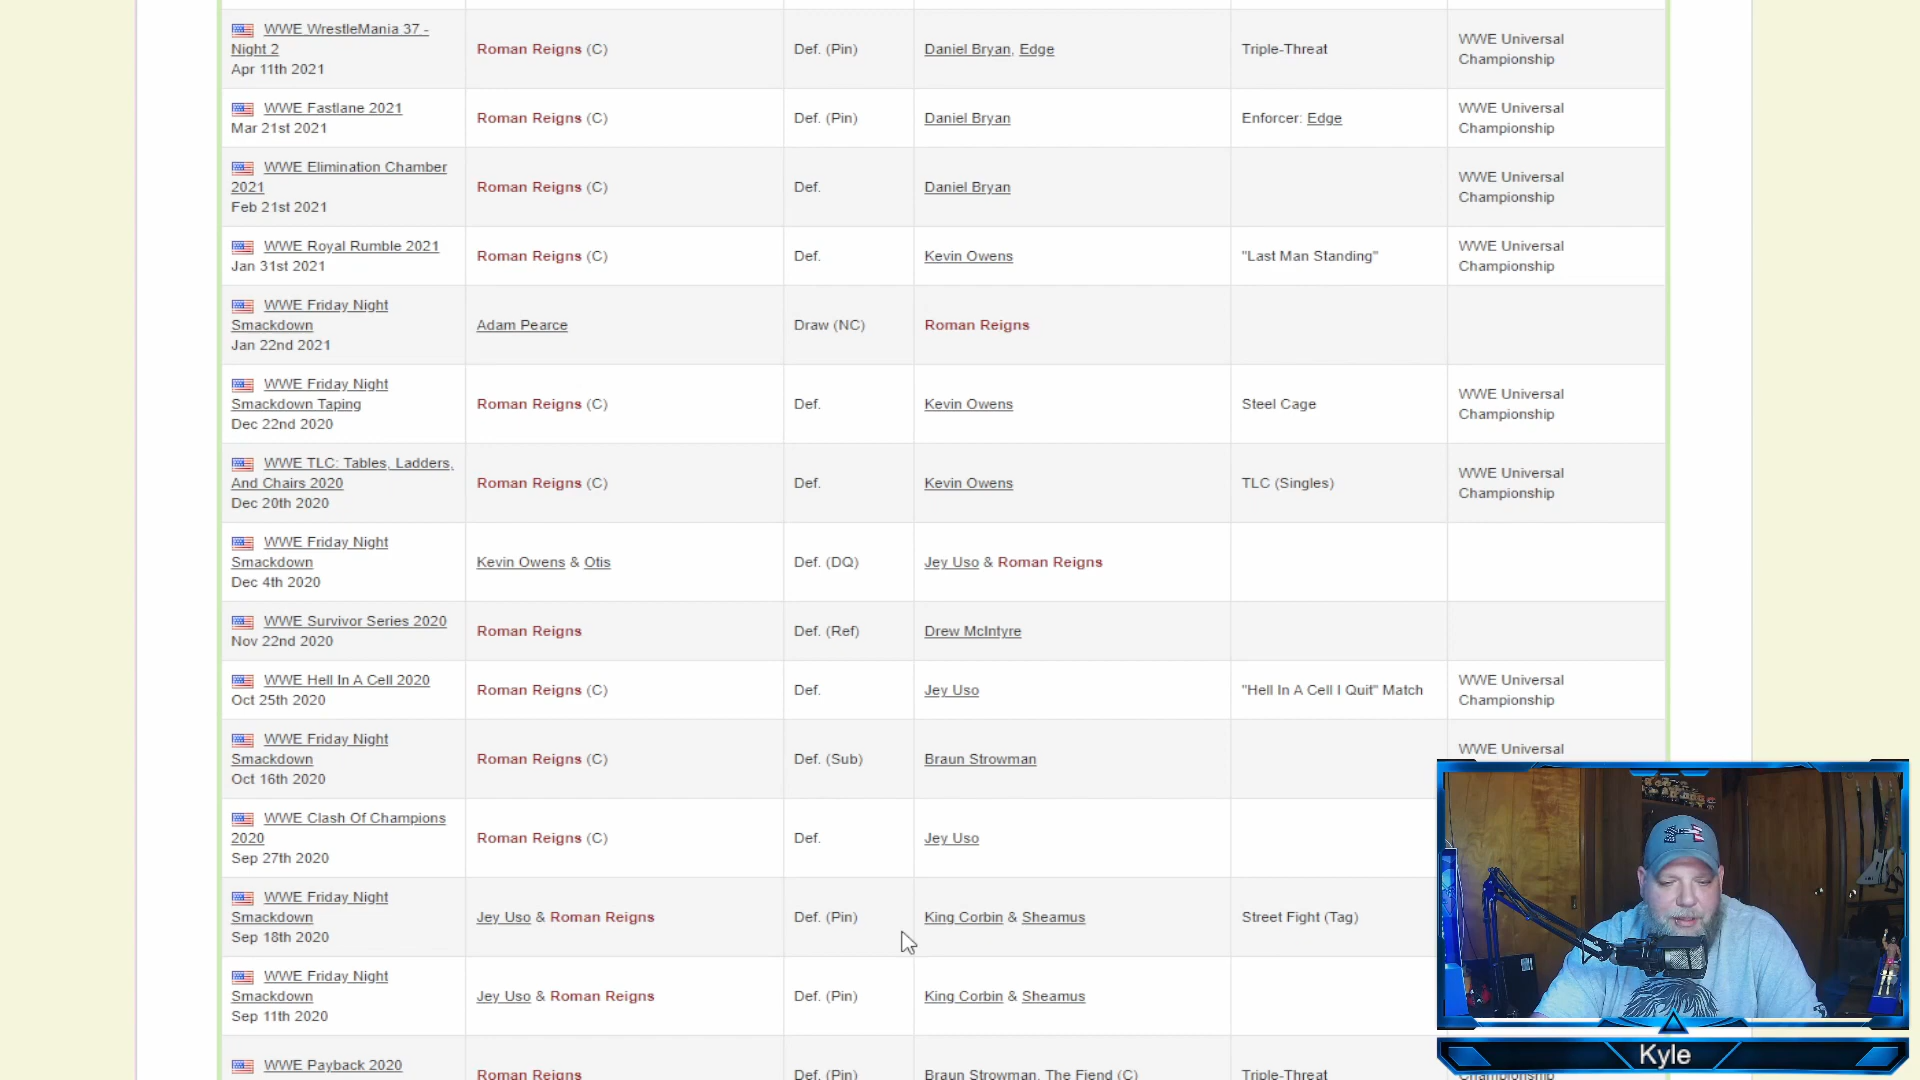 WWE WrestleMania 37 -
Night 2
Apr 11th 2021
Roman Reigns (C)
Def. (Pin)
Daniel Bryan, Edge
Triple-Threat
WWE Universal
Championship
WWE Fastlane 2021
Mar 21st 2021
Roman Reigns (C)
Def. (Pin)
Daniel Bryan
Enforcer: Edge
WWE Universal
Championship
WWE Elimination Chamber
2021
Feb 21st 2021
Roman Reigns (C)
Def.
Daniel Bryan
WWE Universal
Championship
WWE Royal Rumble 2021
Jan 31st 2021
Roman Reigns (C)
Def.
Kevin Owens
"Last Man Standing"
WWE Universal
Championship
WWE Friday Night
Smackdown
Jan 22nd 2021
Adam Pearce
Draw (NC)
Roman Reigns
WWE Friday Night
Smackdown Taping
Dec 22nd 2020
Roman Reigns (C)
Def.
Kevin Owens
Steel Cage
WWE Universal
Championship
WWE TLC: Tables, Ladders,
And Chairs 2020
Dec 20th 2020
Roman Reigns (C)
Def.
Kevin Owens
TLC (Singles)
WWE Universal
Championship
WWE Friday Night
Smackdown
Dec 4th 2020
Kevin Owens & Otis
Def. (DQ)
Jey Uso & Roman Reigns
WWE Survivor Series 2020
Nov 22nd 2020
Roman Reigns
Def. (Ref)
Drew McIntyre
WWE Hell In A Cell 2020
Oct 25th 2020
Roman Reigns (C)
Def.
Jey Uso
"Hell In A Cell I Quit" Match
WWE Universal
Championship
WWE Friday Night
Smackdown
Oct 16th 2020
Roman Reigns (C)
Def. (Sub)
Braun Strowman
WWE Universal
WWE Clash Of Champions
2020
Sep 27th 2020
Roman Reigns (C)
Def.
Jey Uso
WWE Friday Night
Smackdown
Sep 18th 2020
Jey Uso & Roman Reigns
Def. (Pin)
King Corbin & Sheamus
Street Fight (Tag)
WWE Friday Night
Smackdown
Sep 11th 2020
Jey Uso & Roman Reigns
Def. (Pin)
King Corbin & Sheamus
WWE Payback 2020
Roman Reigns
Def. (Pin)
Braun Strowman, The Fiend (C)
Triple-Threat
Championship
Kyle